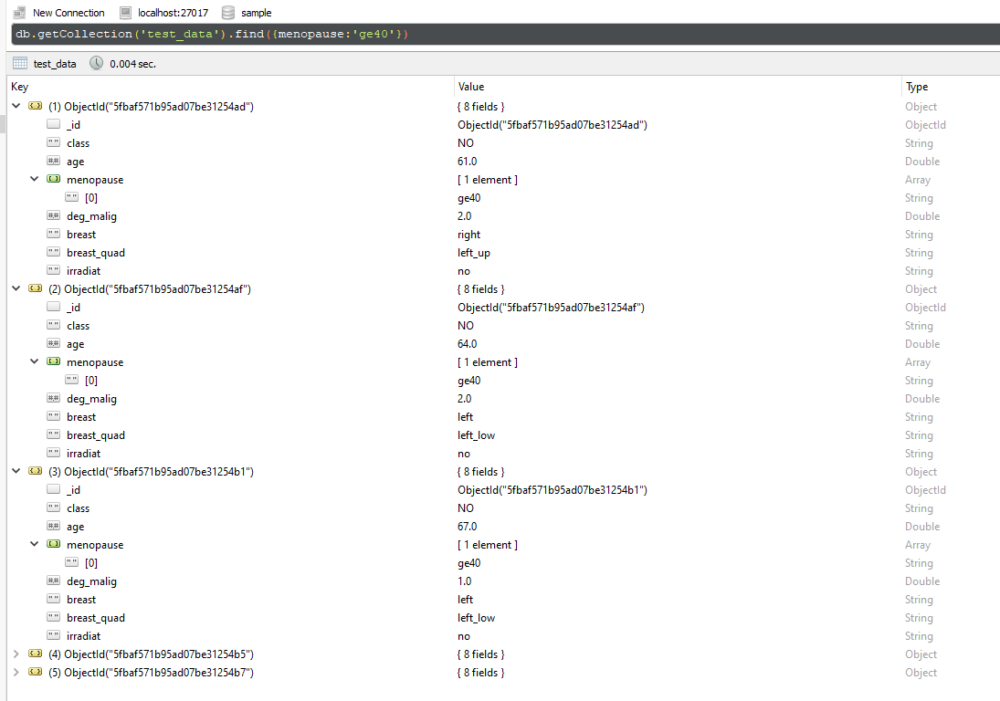 New Connection localhost:27017 sample
db.getCollection('test_data').find({menopause:'ge40'})
test_data 0.004 sec.
Key Value Type
(1) ObjectId("5fbaf571b95ad07be31254ad") { 8 fields } Object
_id ObjectId("5fbaf571b95ad07be31254ad") ObjectId
"" class NO String
## age 61.0 Double
menopause [ 1 element ] Array
"" [0] ge40 String
## deg_malig 2.0 Double
"" breast right String
"" breast_quad left_up String
"" irradiat no String
(2) ObjectId("5fbaf571b95ad07be31254af") { 8 fields } Object
_id ObjectId("5fbaf571b95ad07be31254af") ObjectId
"" class NO String
## age 64.0 Double
menopause [ 1 element ] Array
"" [0] ge40 String
## deg_malig 2.0 Double
"" breast left String
"" breast_quad left_low String
"" irradiat no String
(3) ObjectId("5fbaf571b95ad07be31254b1") { 8 fields } Object
_id ObjectId("5fbaf571b95ad07be31254b1") ObjectId
"" class NO String
## age 67.0 Double
menopause [ 1 element ] Array
"" [0] ge40 String
## deg_malig 1.0 Double
"" breast left String
"" breast_quad left_low String
"" irradiat no String
(4) ObjectId("5fbaf571b95ad07be31254b5") { 8 fields } Object
(5) ObjectId("5fbaf571b95ad07be31254b7") { 8 fields } Object